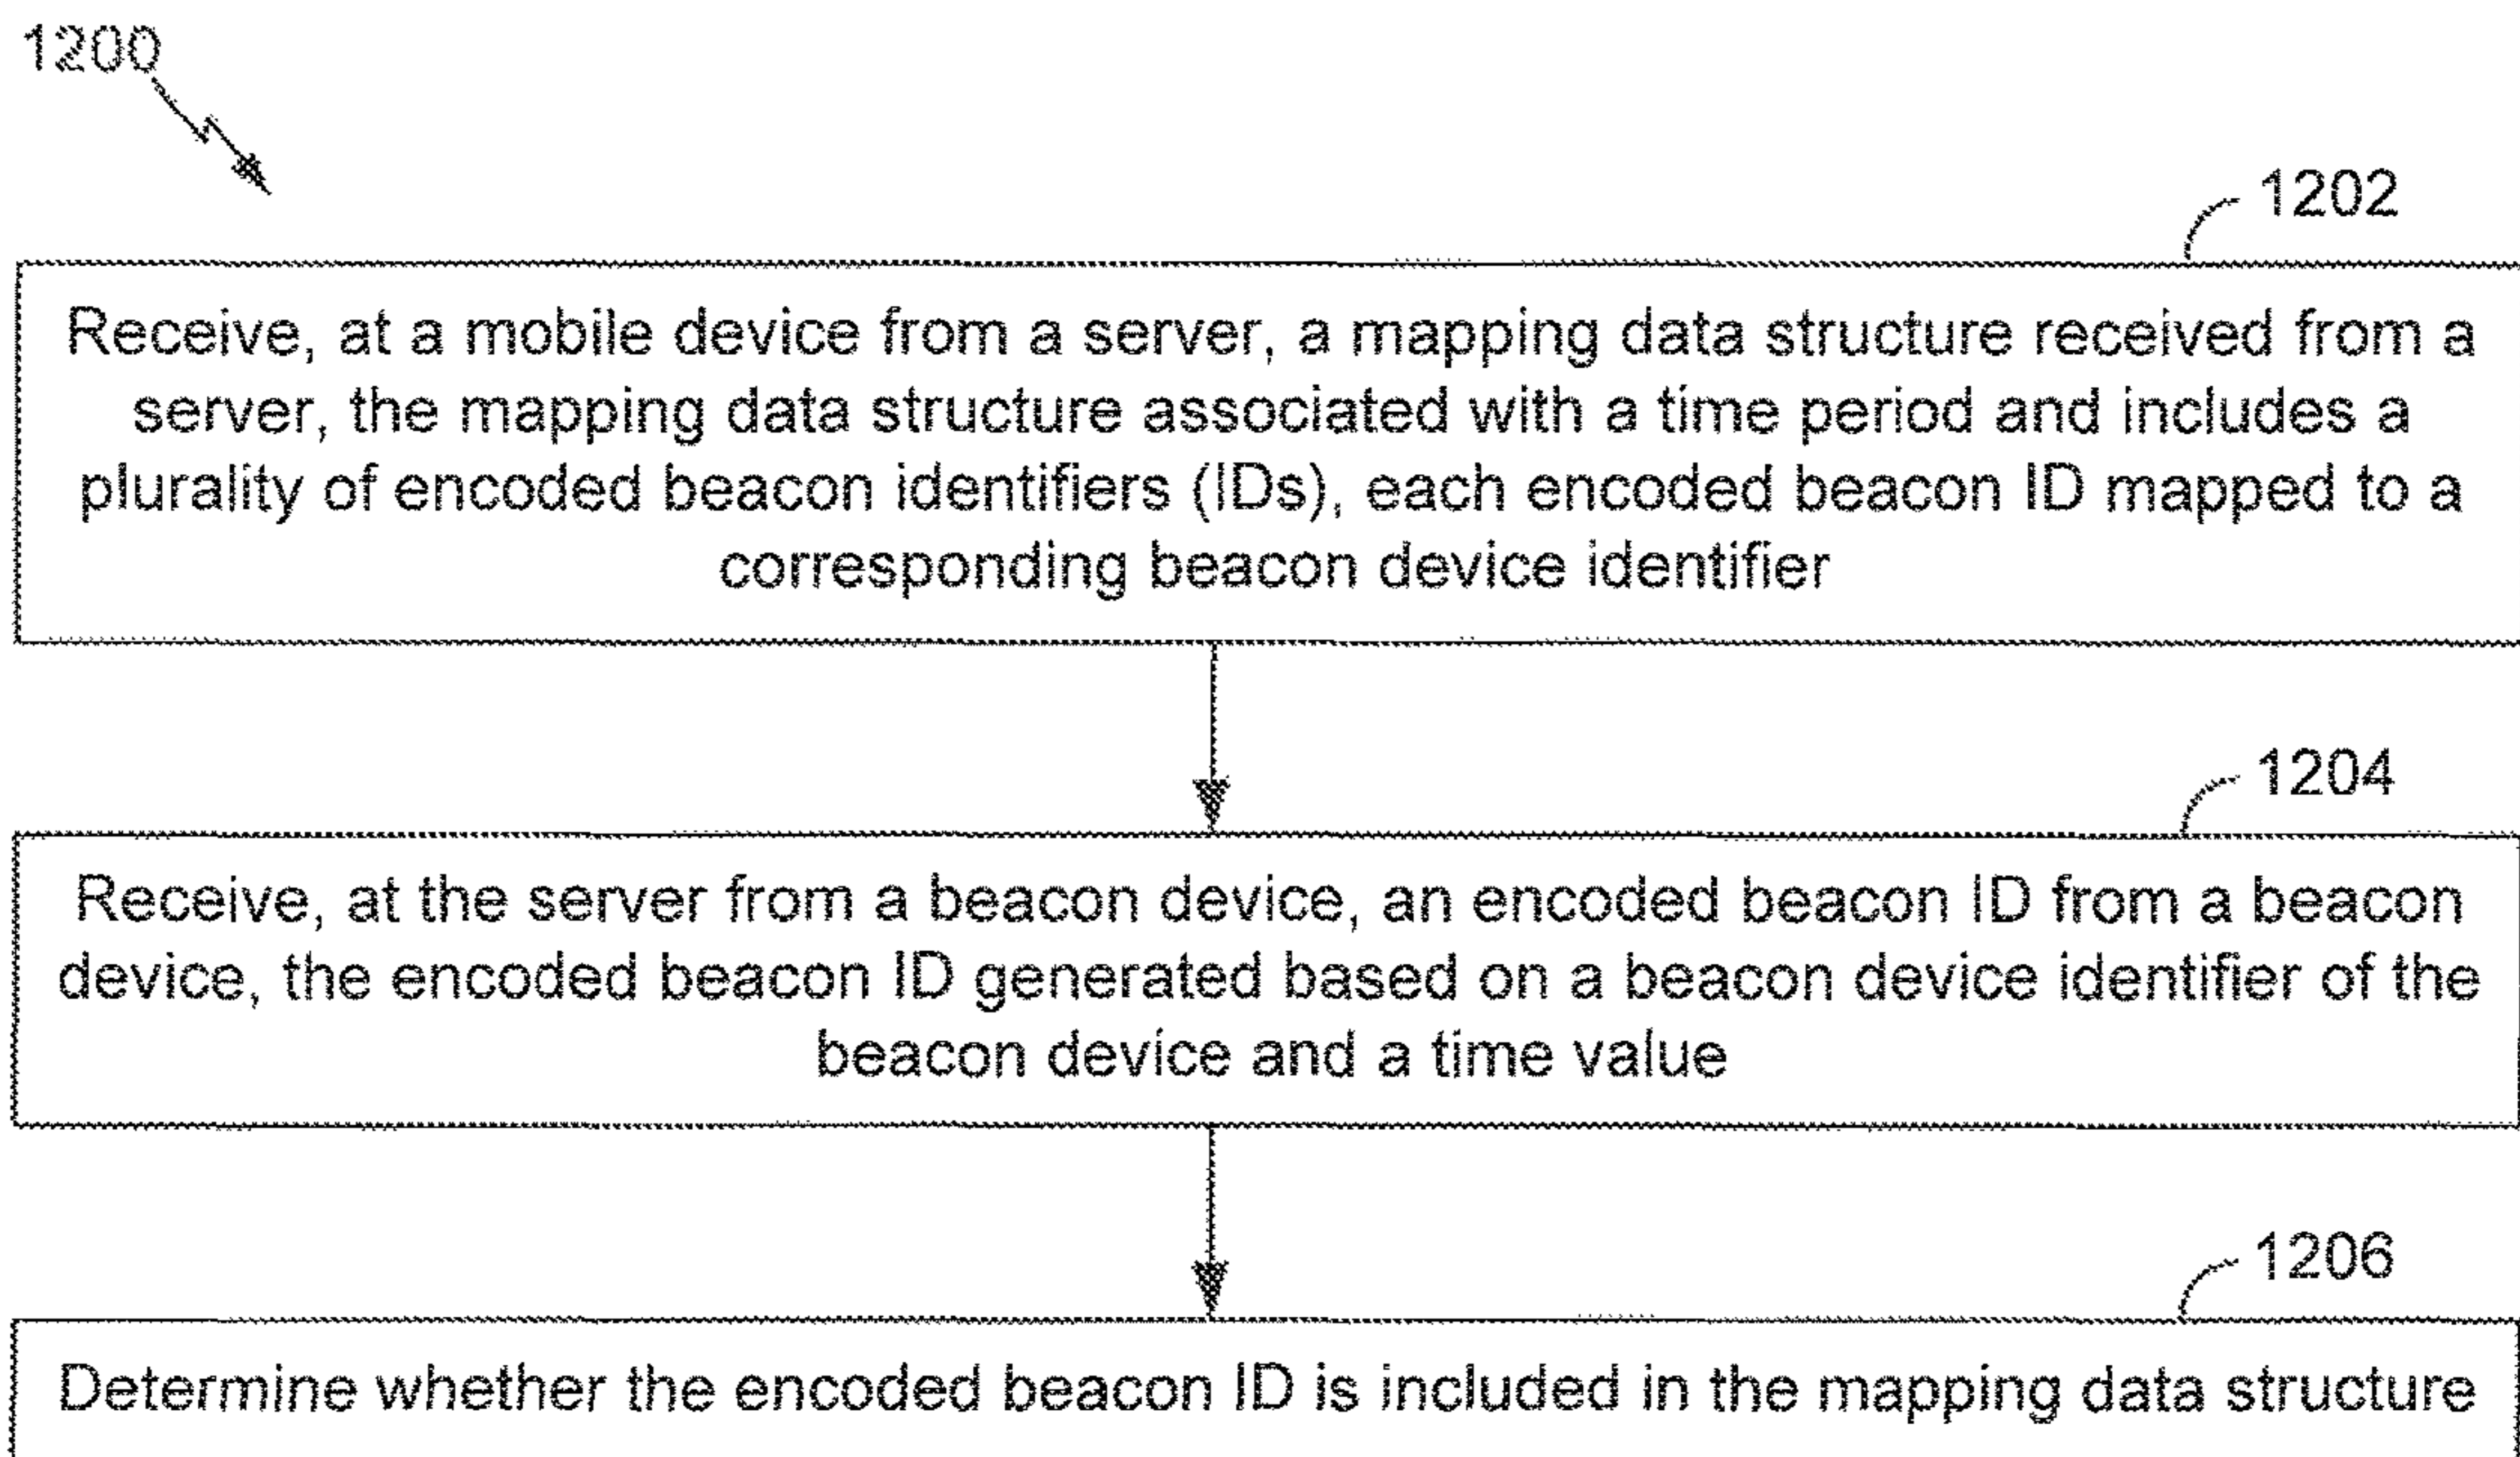 1200
1202
Receive, at a mobile device from a server, a mapping data structure received from a
server, the mapping data structure associated with a time period and includes a
plurality of encoded beacon identifiers (IDs), each encoded beacon ID mapped to a
corresponding beacon device identifier
1204
Receive, at the server from a beacon device, an encoded beacon ID from a beacon
device, the encoded beacon ID generated based on a beacon device identifier of the
beacon device and a time value
1206
Determine whether the encoded beacon ID is included in the mapping data structure